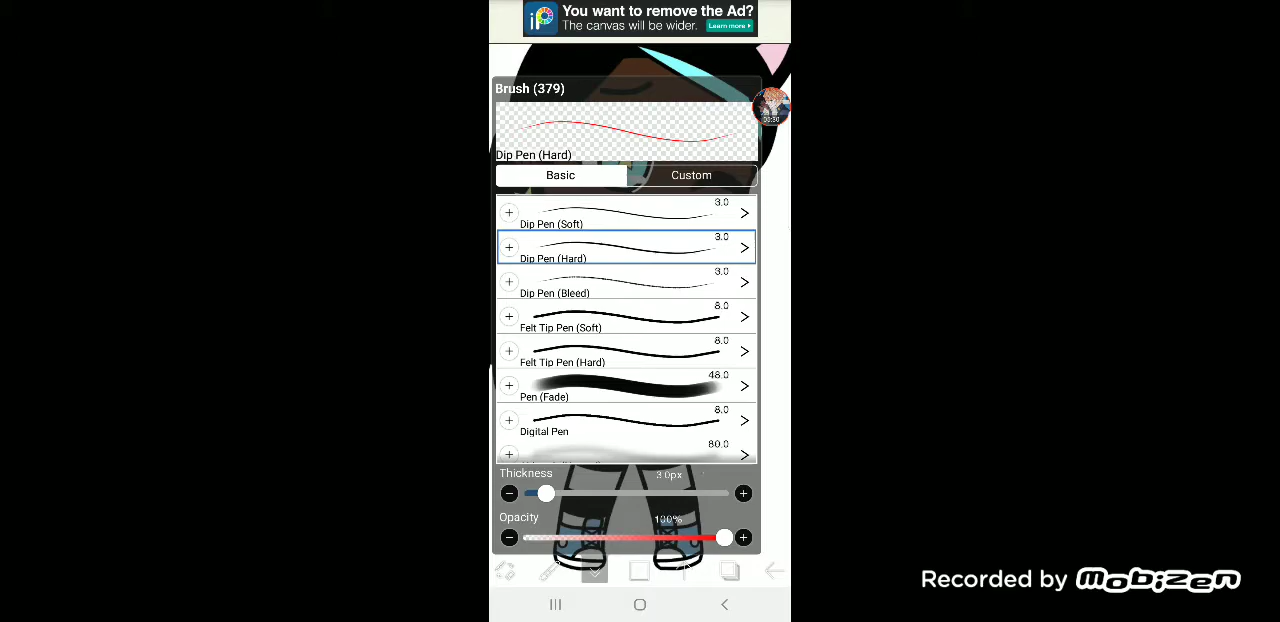 You want to remove the Ad?
The canvas will be wider.
Learn more
Brush (379)
Dip Pen (Hard)
Basic
Custom
3.0
Dip Pen (Soft)
3.0
Dip Pen (Hard)
3.0
Dip Pen (Bleed)
8.0
Felt Tip Pen (Soft)
8.0
Felt Tip Pen (Hard)
48.0
Pen (Fade)
8.0
Digital Pen
80.0
Thickness
3.0px
Opacity
100%
Recorded by mobizen